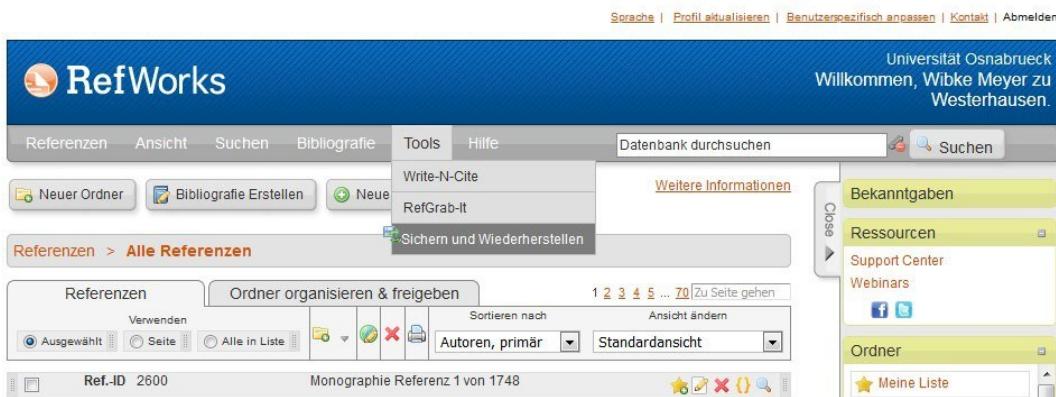 Sprache | Profil aktualisieren | Benutzerspezifisch anpassen | Kontakt | Abmelden
RefWorks
Universität Osnabrueck
Willkommen, Wibke Meyer zu
Westerhausen.
Referenzen Ansicht Suchen Bibliografie Tools Hilfe
Datenbank durchsuchen Suchen
Write-N-Cite
RefGrab-It
Sichern und Wiederherstellen
Neuer Ordner Bibliografie Erstellen Neue
Weitere Informationen
Close
Referenzen > Alle Referenzen
Referenzen Ordner organisieren & freigeben
1 2 3 4 5 ... 70 Zu Seite gehen
Verwenden
Ausgewählt Seite Alle in Liste
Sortieren nach
Autoren, primär
Ansicht ändern
Standardansicht
Ref.-ID 2600 Monographie Referenz 1 von 1748
Bekanntgaben
Ressourcen
Support Center
Webinars
Ordner
Meine Liste